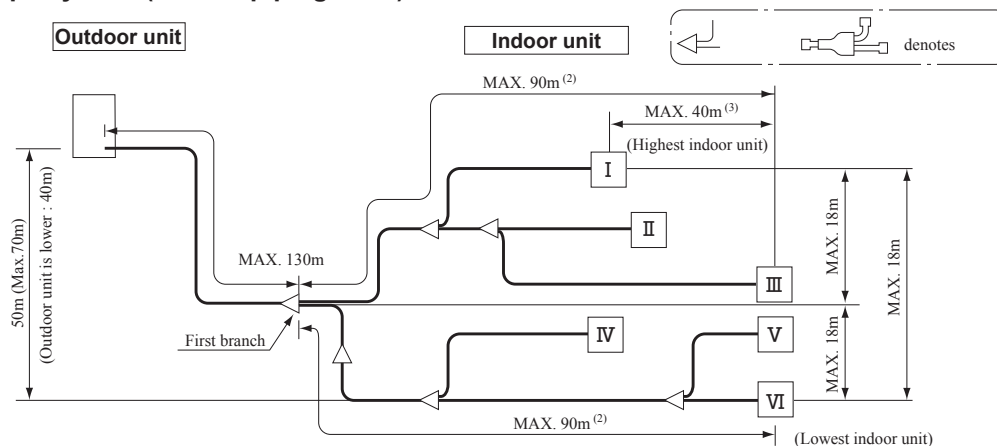 Outdoor unit
Indoor unit
denotes
MAX. 90m(2)
MAX. 40m(3)
(Highest indoor unit)
I
II
III
MAX. 130m
First branch
50m (Max.70m)
(Outdoor unit is lower : 40m)
MAX. 18m
MAX. 18m
MAX. 18m
IV
V
VI
MAX. 90m(2)
(Lowest indoor unit)